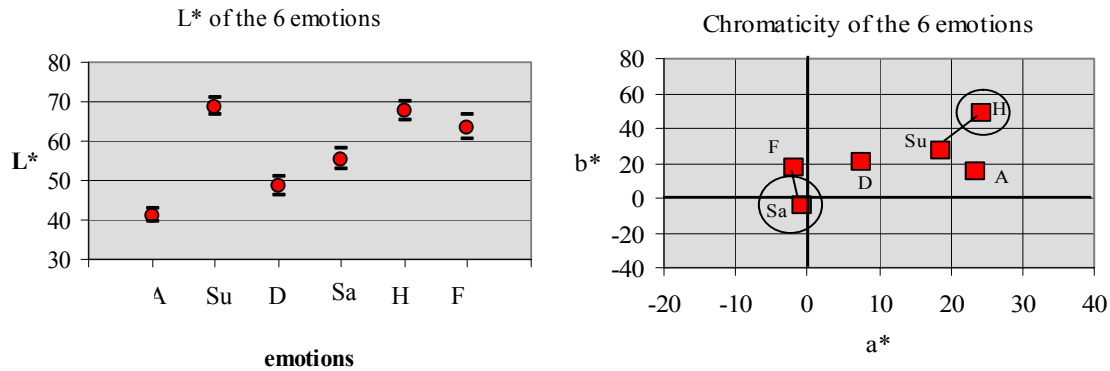 L* of the 6 emotions
80
70
60
50
40
30
L*
A
Su
D
Sa
H
F
emotions
Chromaticity of the 6 emotions
80
60
40
20
0
-20
-40
b*
H
Su
F
D
A
Sa
-20
-10
0
10
20
30
40
a*